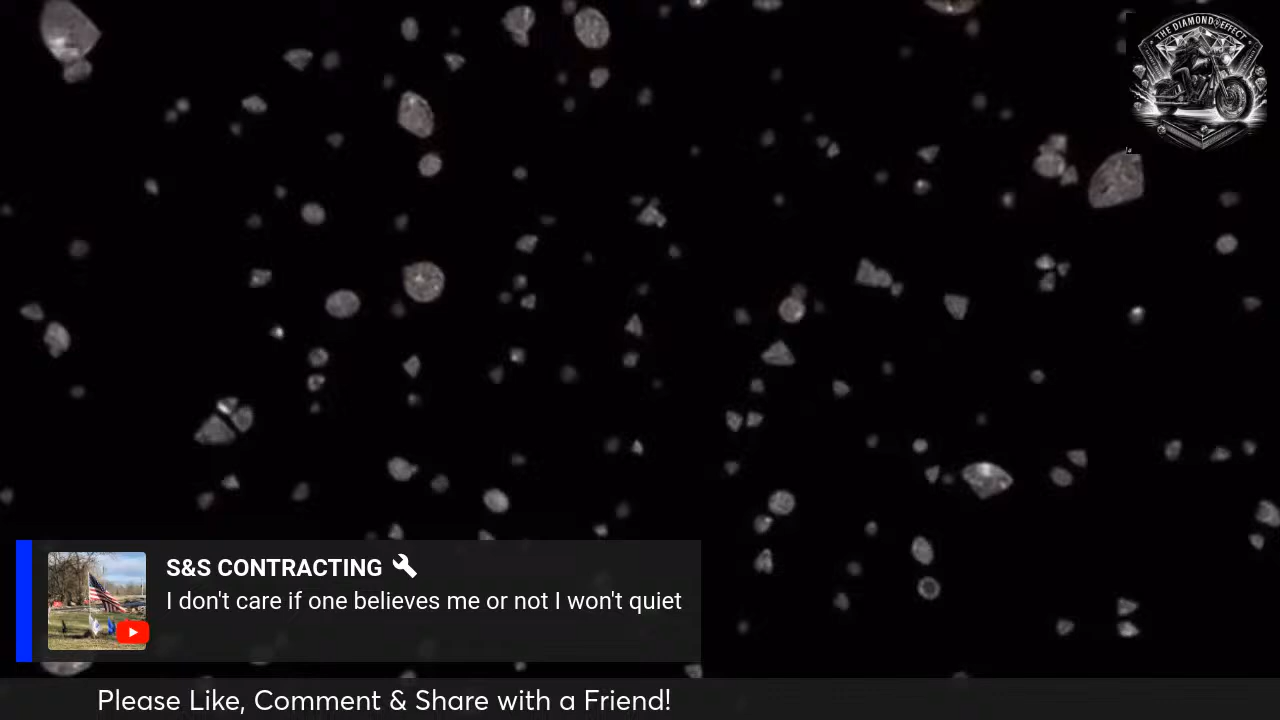 THE DIAMOND EFFECT
S&S CONTRACTING
I don't care if one believes me or not I won't quiet
Please Like, Comment & Share with a Friend!